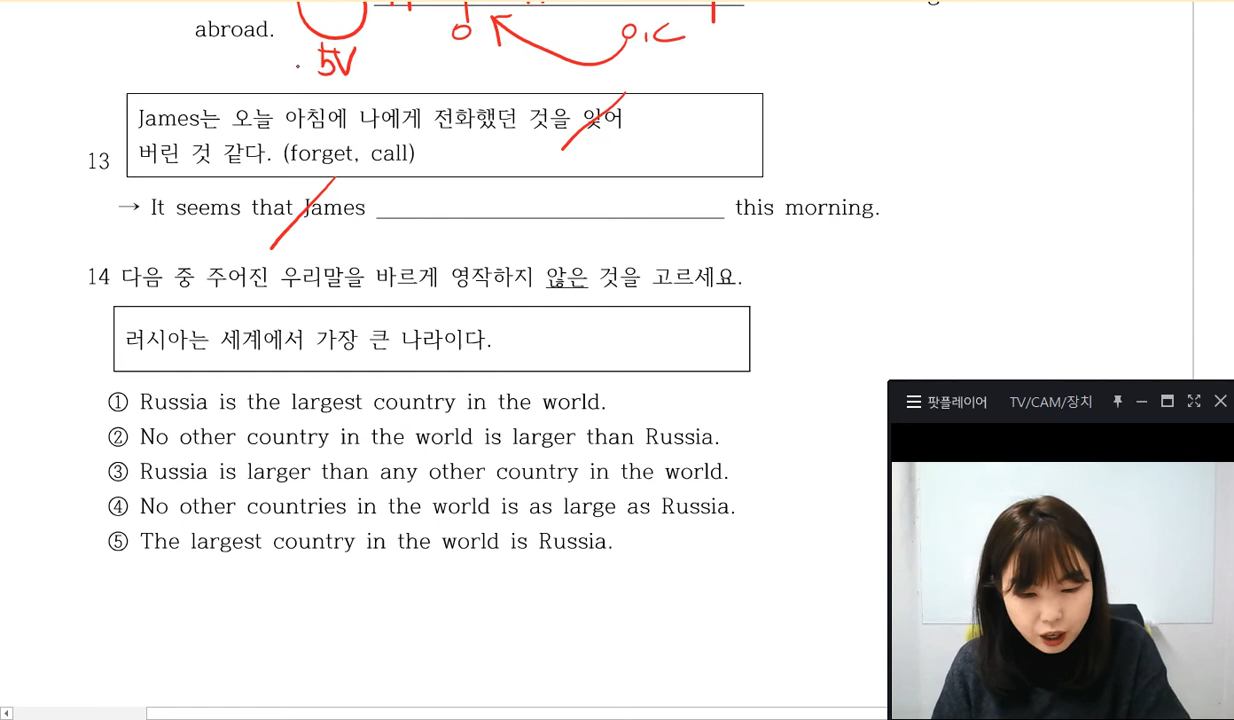 abroad.
O O.C
5V
James는 오늘 아침에 나에게 전화했던 것을 잊어
버린 것 같다. (forget, call)
13
→ It seems that James ______ this morning.
14 다음 중 주어진 우리말을 바르게 영작하지 않은 것을 고르세요.
러시아는 세계에서 가장 큰 나라이다.
① Russia is the largest country in the world.
② No other country in the world is larger than Russia.
③ Russia is larger than any other country in the world.
④ No other countries in the world is as large as Russia.
⑤ The largest country in the world is Russia.
팟플레이어 TV/CAM/장치